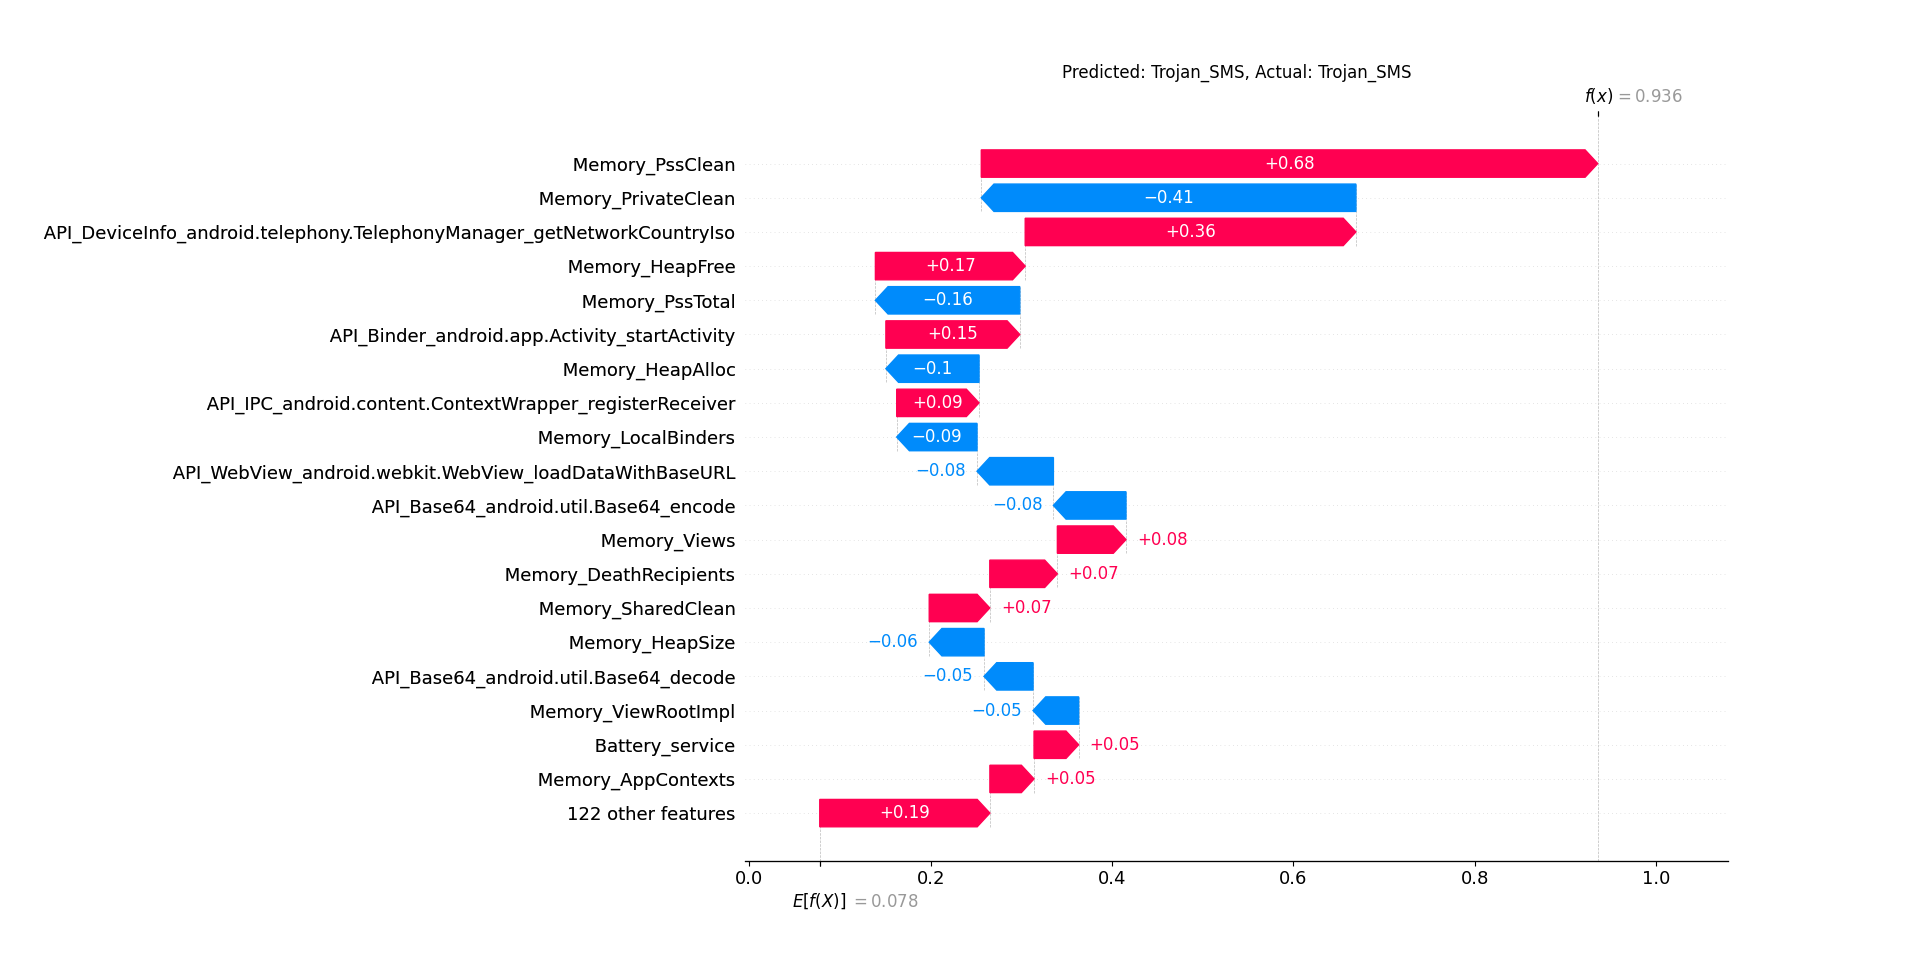 Predicted: Trojan_SMS, Actual: Trojan_SMS
f(x) = 0.936
Memory_PssClean +0.68
Memory_PrivateClean −0.41
API_DeviceInfo_android.telephony.TelephonyManager_getNetworkCountryIso +0.36
Memory_HeapFree +0.17
Memory_PssTotal −0.16
API_Binder_android.app.Activity_startActivity +0.15
Memory_HeapAlloc −0.1
API_IPC_android.content.ContextWrapper_registerReceiver +0.09
Memory_LocalBinders −0.09
API_WebView_android.webkit.WebView_loadDataWithBaseURL −0.08
API_Base64_android.util.Base64_encode −0.08
Memory_Views +0.08
Memory_DeathRecipients +0.07
Memory_SharedClean +0.07
Memory_HeapSize −0.06
API_Base64_android.util.Base64_decode −0.05
Memory_ViewRootImpl −0.05
Battery_service +0.05
Memory_AppContexts +0.05
122 other features +0.19
0.0 0.2 0.4 0.6 0.8 1.0
E[f(X)] = 0.078